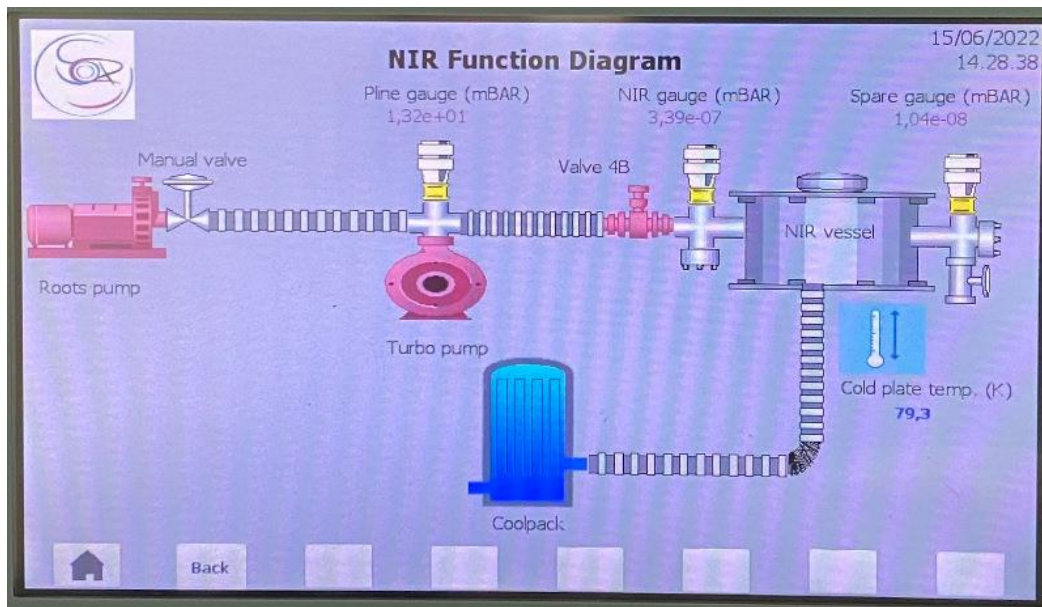 15/06/2022
NIR Function Diagram
14.28.38
Pline gauge (mBAR)
NIR gauge (mBAR)
Spare gauge (mBAR)
1,32e+01
3,39e-07
1,04e-08
Manual valve
Valve 4B
NIR vessel
Roots pump
Turbo pump
Cold plate temp. (K)
79,3
Coolpack
Back